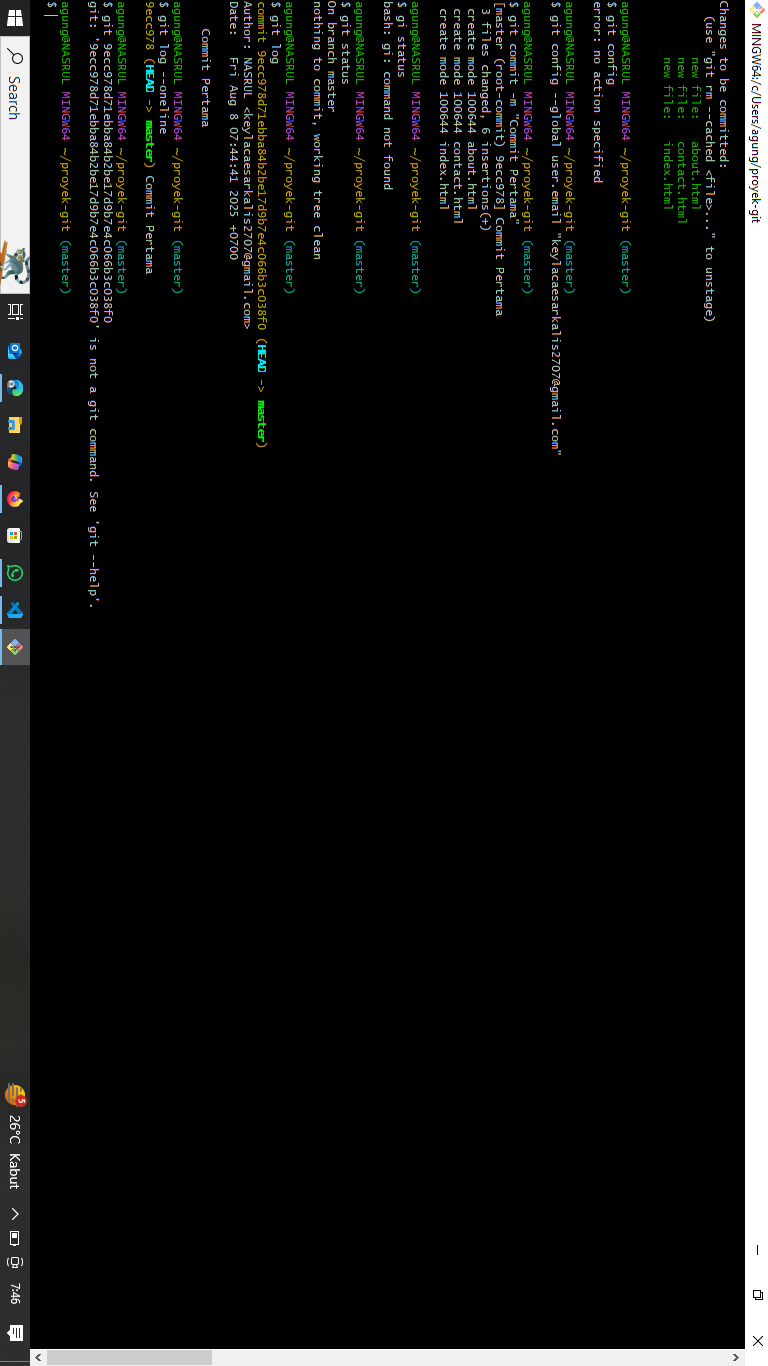 MINGW64:/c/Users/agung/proyek-git
Changes to be committed:
(use "git rm --cached <file>..." to unstage)
new file:   about.html
new file:   contact.html
new file:   index.html
agung@NASRUL MINGW64 ~/proyek-git (master)
$ git config
error: no action specified
agung@NASRUL MINGW64 ~/proyek-git (master)
$ git config --global user.email "keylacaesarkalis2707@gmail.com"
agung@NASRUL MINGW64 ~/proyek-git (master)
$ git commit -m "Commit Pertama"
[master (root-commit) 9ecc978] Commit Pertama
3 files changed, 6 insertions(+)
create mode 100644 about.html
create mode 100644 contact.html
create mode 100644 index.html
agung@NASRUL MINGW64 ~/proyek-git (master)
$ gi status
bash: gi: command not found
agung@NASRUL MINGW64 ~/proyek-git (master)
$ git status
On branch master
nothing to commit, working tree clean
agung@NASRUL MINGW64 ~/proyek-git (master)
$ git log
commit 9ecc978d71ebba84b2be17d9b7e4c066b3c038f0 (HEAD -> master)
Author: NASRUL <keylacaesarkalis2707@gmail.com>
Date:   Fri Aug 8 07:44:41 2025 +0700
Commit Pertama
agung@NASRUL MINGW64 ~/proyek-git (master)
$ git log --oneline
9ecc978 (HEAD -> master) Commit Pertama
agung@NASRUL MINGW64 ~/proyek-git (master)
$ git 9ecc978d71ebba84b2be17d9b7e4c066b3c038f0
git: '9ecc978d71ebba84b2be17d9b7e4c066b3c038f0' is not a git command. See 'git --help'.
agung@NASRUL MINGW64 ~/proyek-git (master)
$
Search
5
26°C Kabut
7:46